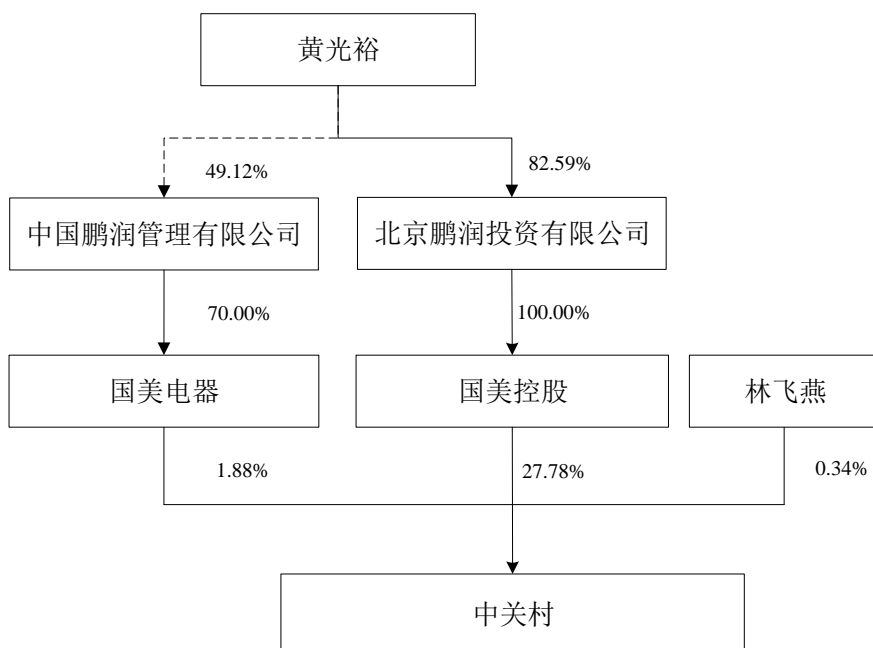 黄光裕
49.12%
82.59%
中国鹏润管理有限公司
北京鹏润投资有限公司
70.00%
100.00%
国美电器
国美控股
林飞燕
1.88%
27.78%
0.34%
中关村